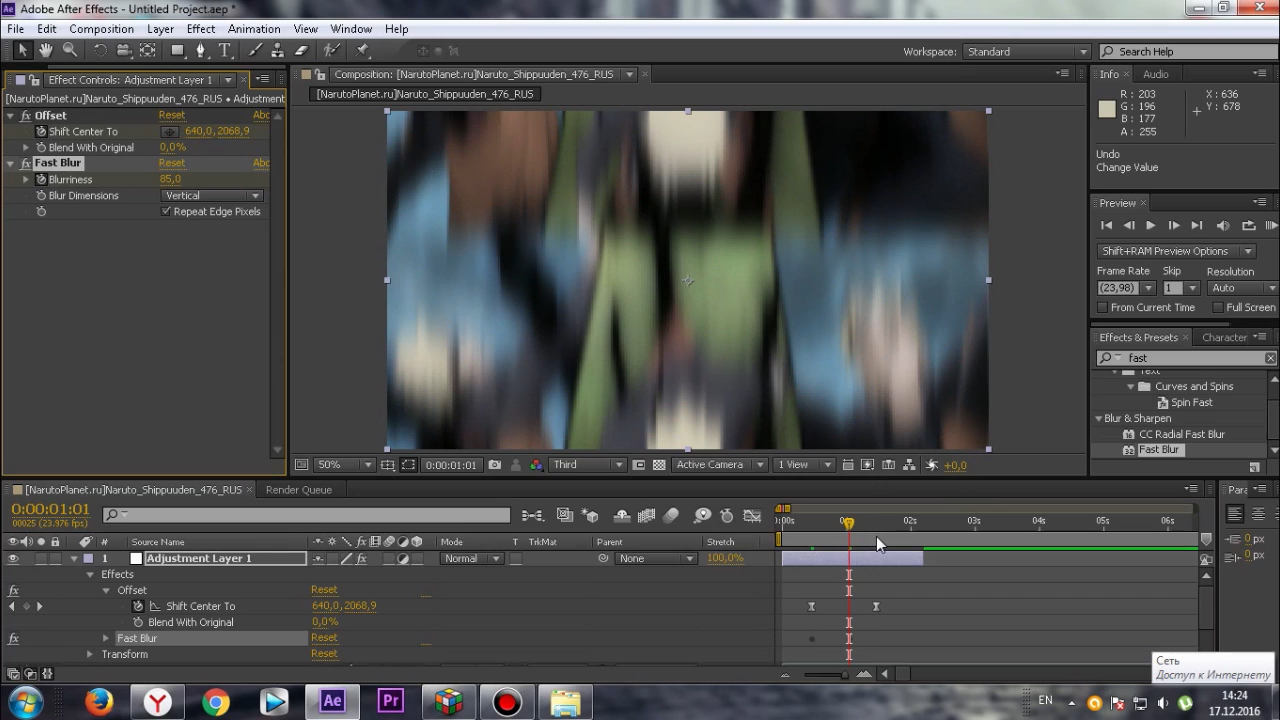 Adobe After Effects - Untitled Project.aep *
File Edit Composition Layer Effect Animation View Window Help
Workspace: Standard Search Help
Effect Controls: Adjustment Layer 1
[NarutoPlanet.ru]Naruto_Shippuuden_476_RUS • Adjustment
Offset Reset Abo
Shift Center To 640,0, 2068,9
Blend With Original 0,0%
Fast Blur Reset Abo
Blurriness 85,0
Blur Dimensions Vertical
Repeat Edge Pixels
Composition: [NarutoPlanet.ru]Naruto_Shippuuden_476_RUS
[NarutoPlanet.ru]Naruto_Shippuuden_476_RUS
50% 0:00:01:01 Third Active Camera 1 View +0,0
Info Audio
R: 203 X: 636
G: 196 Y: 678
B: 177
A: 255
Undo
Change Value
Preview
Shift+RAM Preview Options
Frame Rate Skip Resolution
(23,98) 1 Auto
From Current Time Full Screen
Effects & Presets Character
fast
Text
Curves and Spins
Spin Fast
Blur & Sharpen
CC Radial Fast Blur
Fast Blur
[NarutoPlanet.ru]Naruto_Shippuuden_476_RUS Render Queue
0:00:01:01
00025 (23.976 fps)
# Source Name Mode T TrkMat Parent Stretch
1 Adjustment Layer 1 Normal None 100,0%
Effects
Offset Reset
Shift Center To 640,0, 2068,9
Blend With Original 0,0%
Fast Blur Reset
Transform Reset
02s 03s 04s 05s 06s
Para
0 px
0 px
Сеть
Доступ к Интернету
Ae Pr EN 14:24
17.12.2016